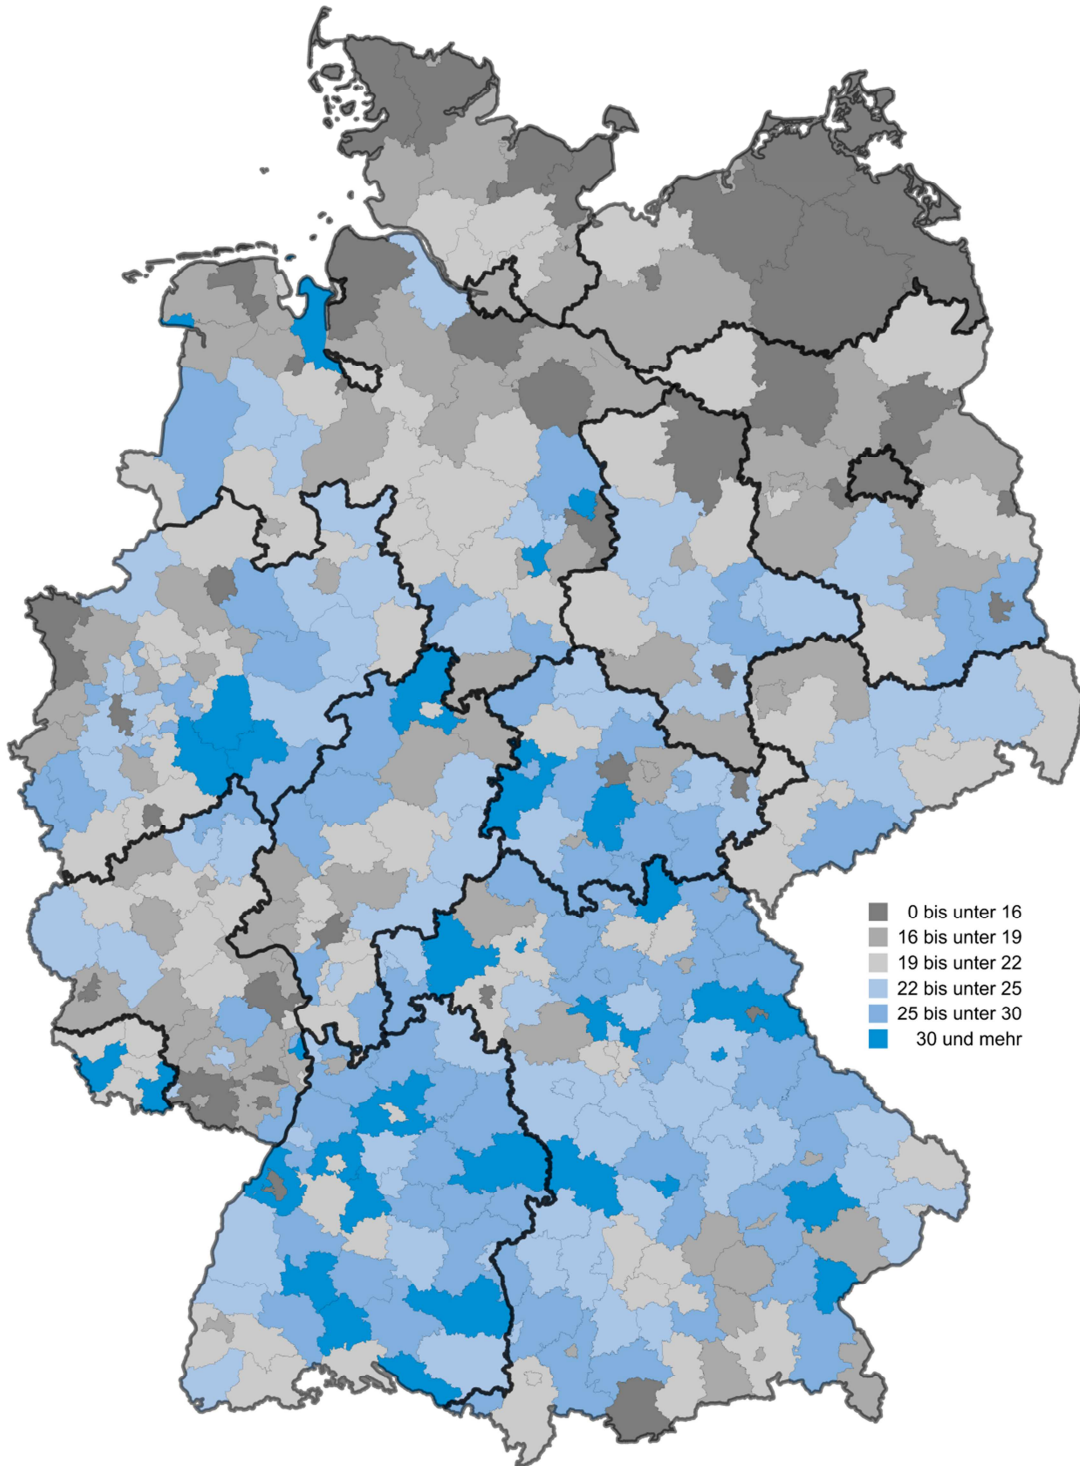 0 bis unter 16
16 bis unter 19
19 bis unter 22
22 bis unter 25
25 bis unter 30
30 und mehr